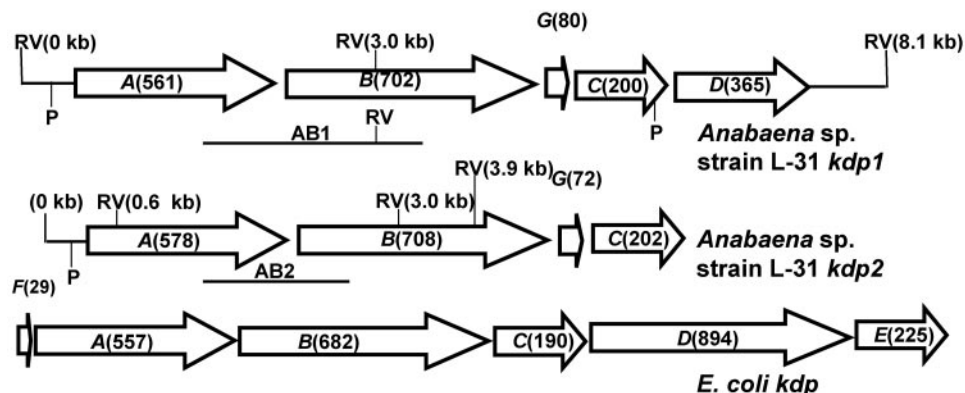 G(80)
RV(0 kb)
RV(3.0 kb)
RV(8.1 kb)
A(561)
B(702)
C(200)
D(365)
P
RV
P
AB1
Anabaena sp.
strain L-31 kdp1
RV(3.9 kb)
G(72)
(0 kb)
RV(0.6 kb)
RV(3.0 kb)
A(578)
B(708)
C(202)
Anabaena sp.
strain L-31 kdp2
P
AB2
F(29)
A(557)
B(682)
C(190)
D(894)
E(225)
E. coli kdp